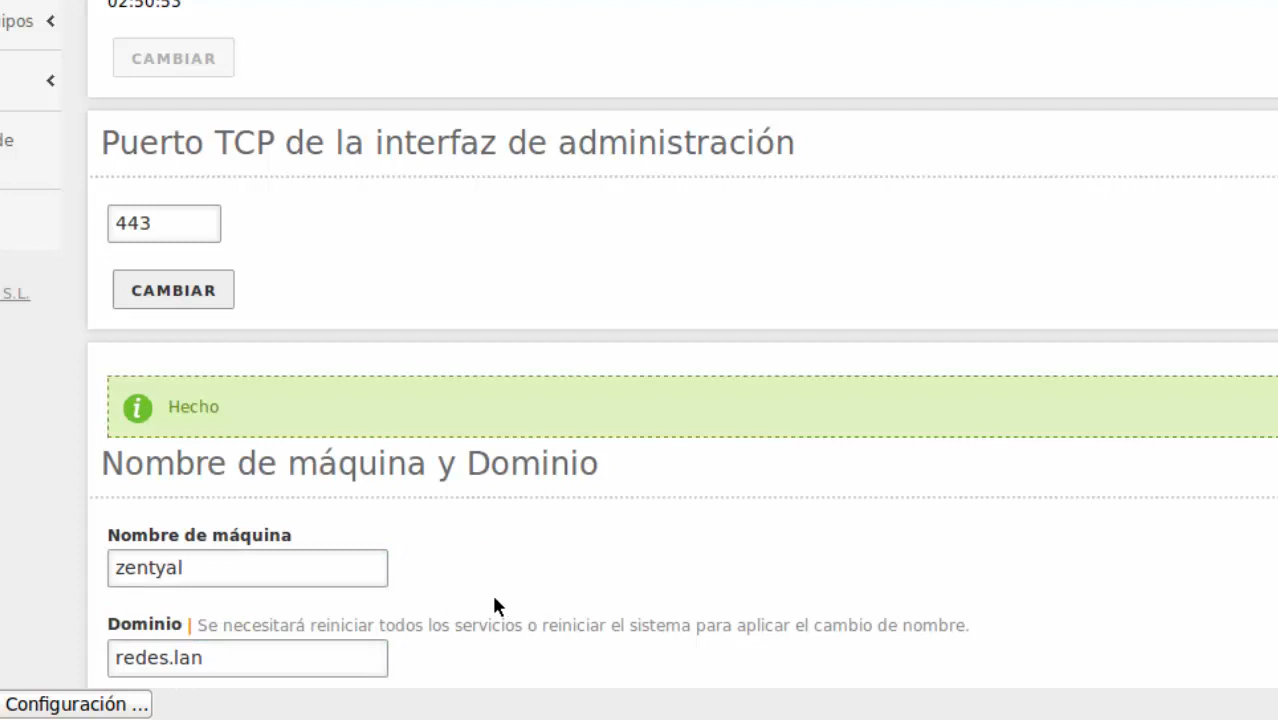 02:50:53
ipos
CAMBIAR
Puerto TCP de la interfaz de administración
de
443
S.L.
CAMBIAR
Hecho
Nombre de máquina y Dominio
Nombre de máquina
zentyal
Dominio | Se necesitará reiniciar todos los servicios o reiniciar el sistema para aplicar el cambio de nombre.
redes.lan
Configuración ...